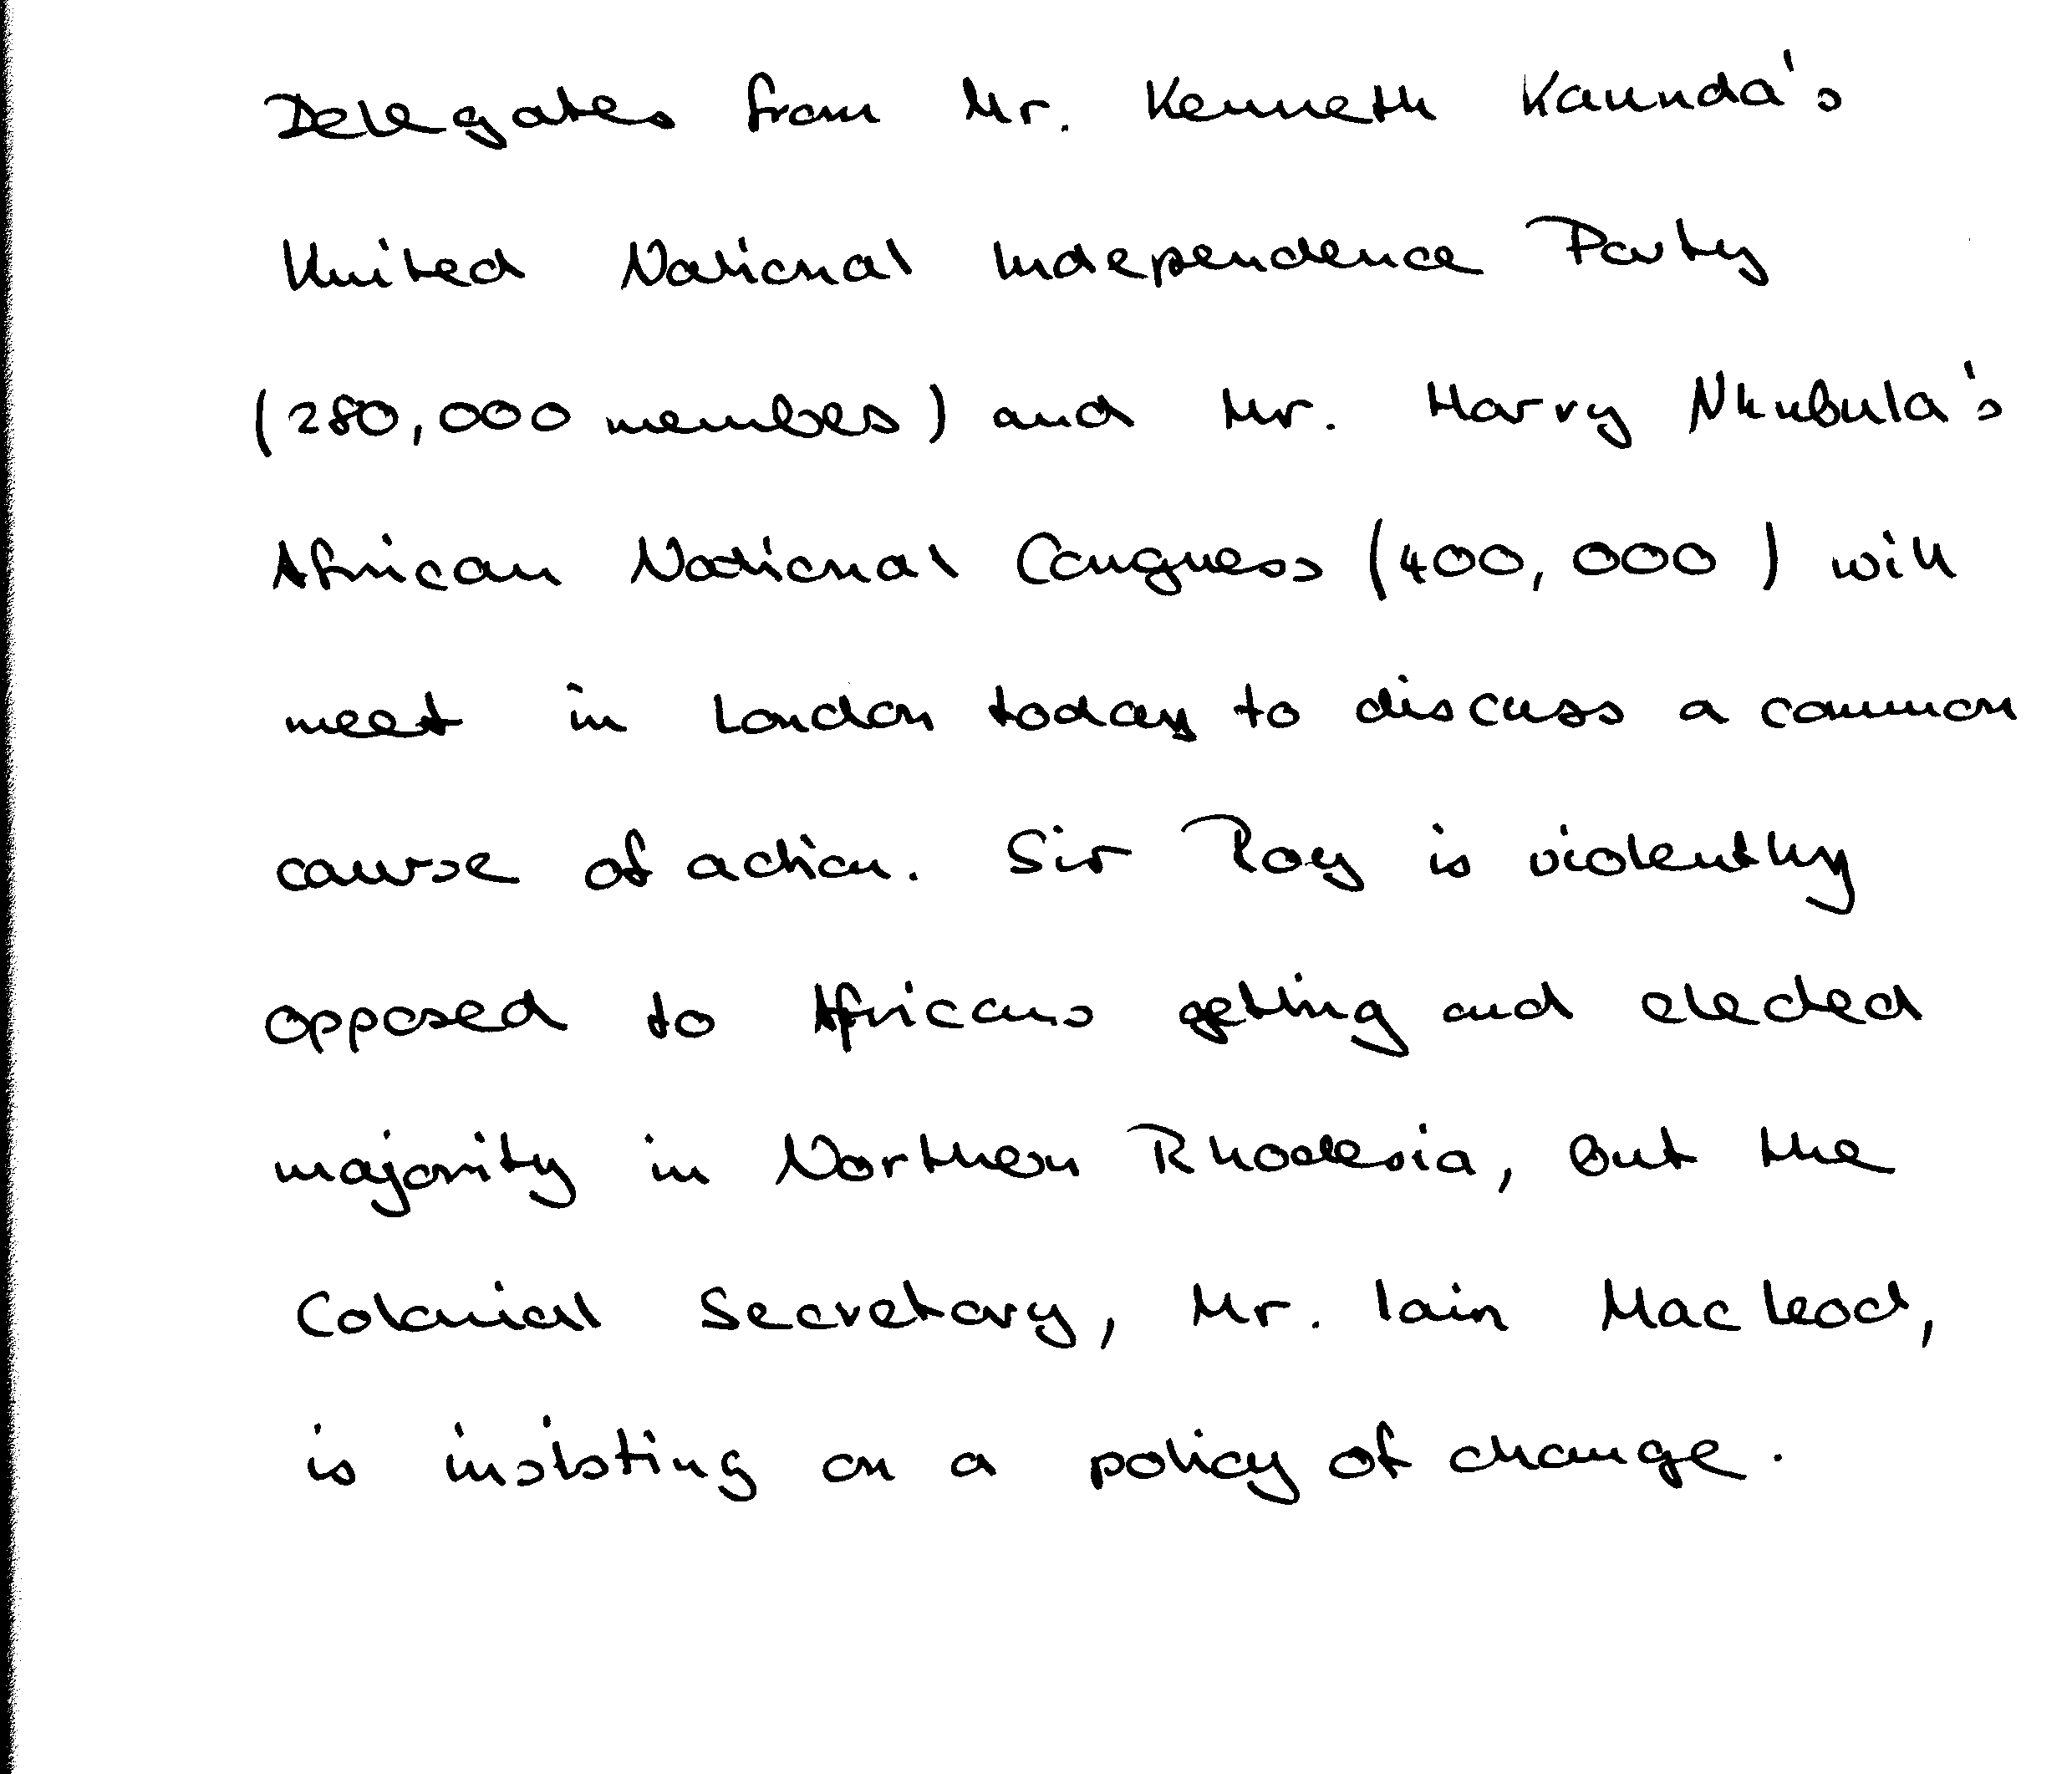 Delegates from Mr. Kenneth Kaunda's
United National Independence Party
(280,000 members) and Mr. Harry Nkubula's
African National Congress (400,000) will
meet in London today to discuss a common
course of action. Sir Roy is violently
opposed to Africans getting and elected
majority in Northern Rhodesia, but the
Colonial Secretary, Mr. Iain Macleod,
is insisting on a policy of change.